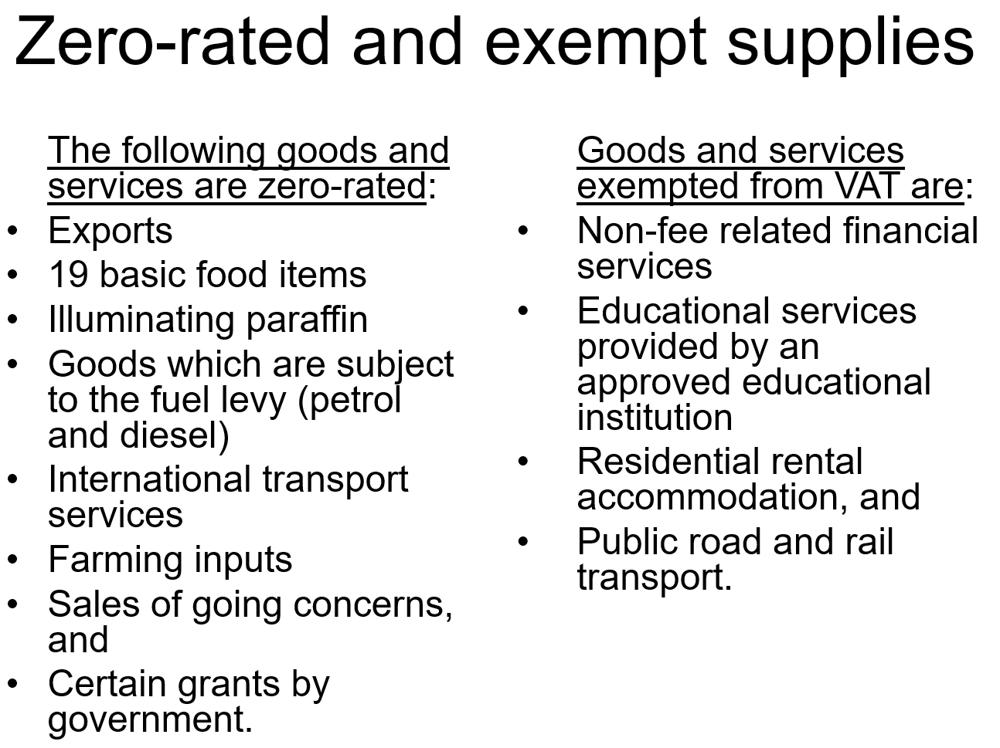 Zero-rated and exempt supplies
The following goods and
services are zero-rated:
• Exports
• 19 basic food items
• Illuminating paraffin
• Goods which are subject
to the fuel levy (petrol
and diesel)
• International transport
services
• Farming inputs
• Sales of going concerns,
and
• Certain grants by
government.
Goods and services
exempted from VAT are:
• Non-fee related financial
services
• Educational services
provided by an
approved educational
institution
• Residential rental
accommodation, and
• Public road and rail
transport.